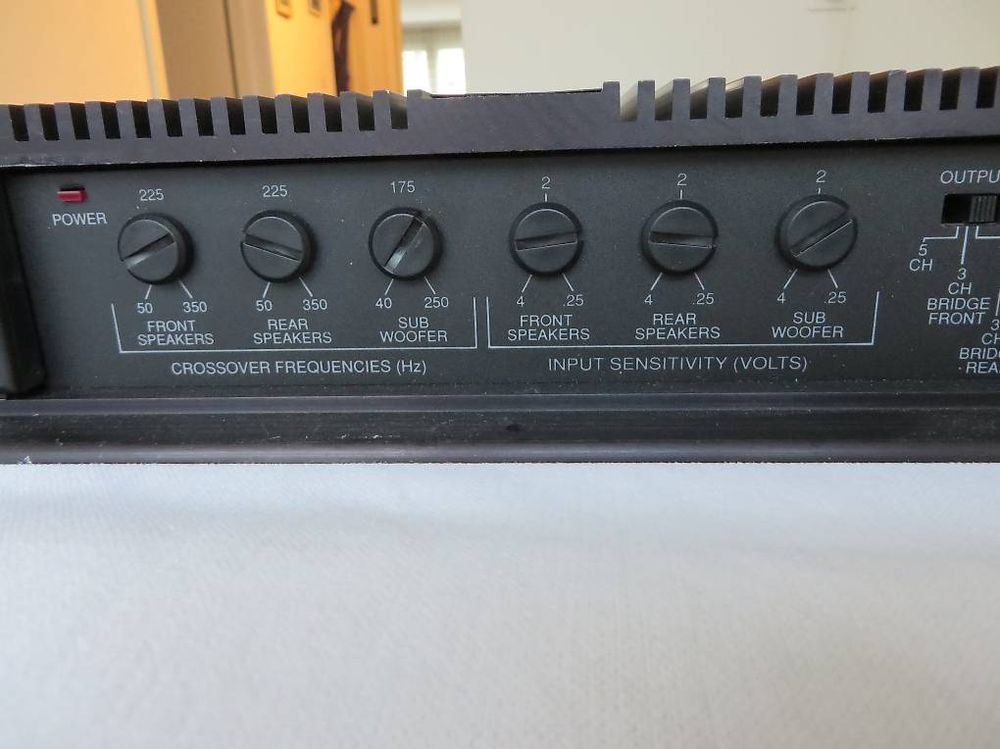 POWER
225
50 350
FRONT
SPEAKERS
225
50 350
REAR
SPEAKERS
175
40 250
SUB
WOOFER
CROSSOVER FREQUENCIES (Hz)
2
4 .25
FRONT
SPEAKERS
2
4 .25
REAR
SPEAKERS
2
4 .25
SUB
WOOFER
INPUT SENSITIVITY (VOLTS)
5
CH
3
CH
BRIDGE
FRONT